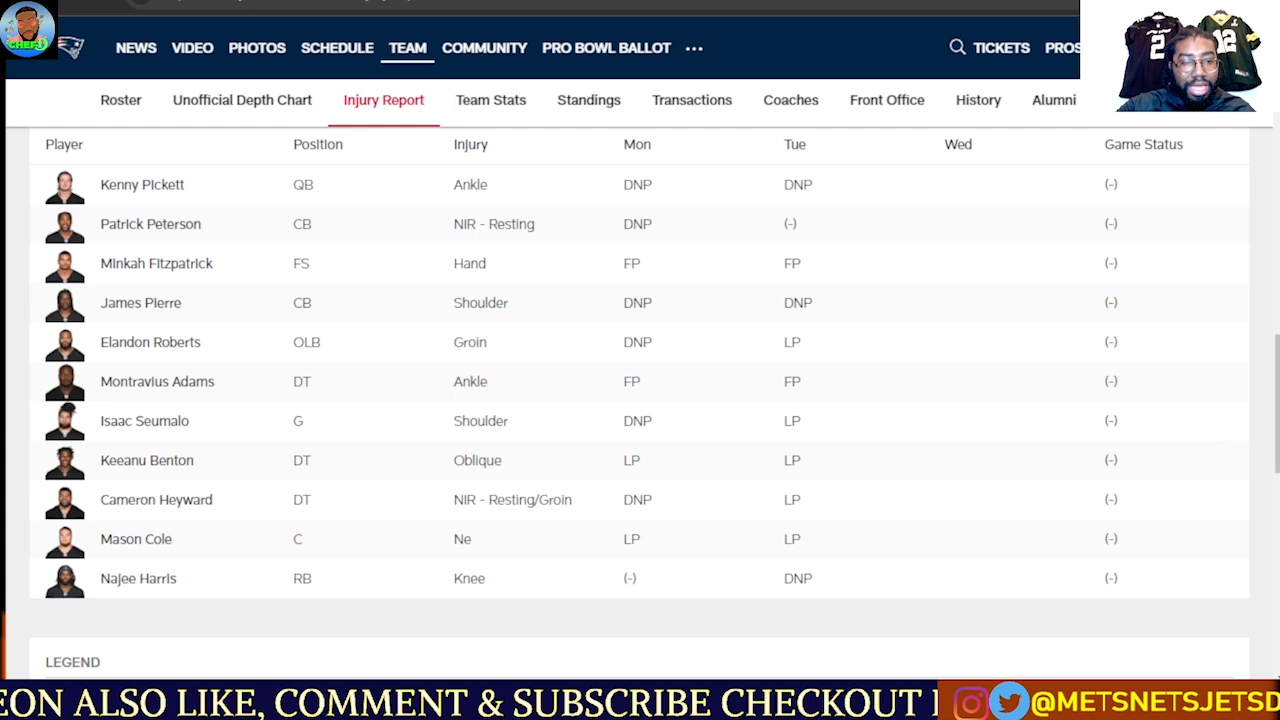 NEWS VIDEO PHOTOS SCHEDULE TEAM COMMUNITY PRO BOWL BALLOT ... TICKETS PROS
CHEFJ
2 12
Roster Unofficial Depth Chart Injury Report Team Stats Standings Transactions Coaches Front Office History Alumni
Player Position Injury Mon Tue Wed Game Status
Kenny Pickett QB Ankle DNP DNP (-)
Patrick Peterson CB NIR - Resting DNP (-) (-)
Minkah Fitzpatrick FS Hand FP FP (-)
James Pierre CB Shoulder DNP DNP (-)
Elandon Roberts OLB Groin DNP LP (-)
Montravius Adams DT Ankle FP FP (-)
Isaac Seumalo G Shoulder DNP LP (-)
Keeanu Benton DT Oblique LP LP (-)
Cameron Heyward DT NIR - Resting/Groin DNP LP (-)
Mason Cole C Ne LP LP (-)
Najee Harris RB Knee (-) DNP (-)
LEGEND
EON ALSO LIKE, COMMENT & SUBSCRIBE CHECKOUT @METSNETSJETSD